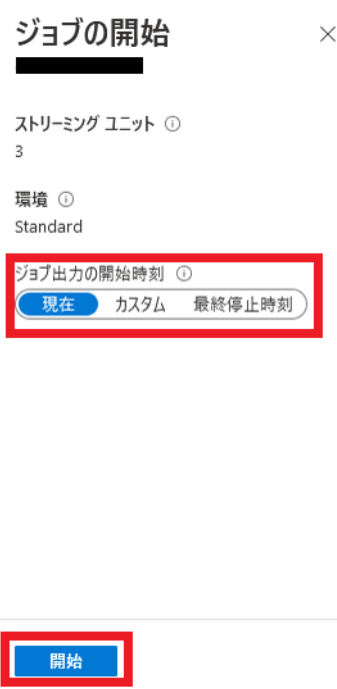 ジョブの開始
ストリーミング ユニット
3
環境
Standard
ジョブ出力の開始時刻
現在 カスタム 最終停止時刻
開始